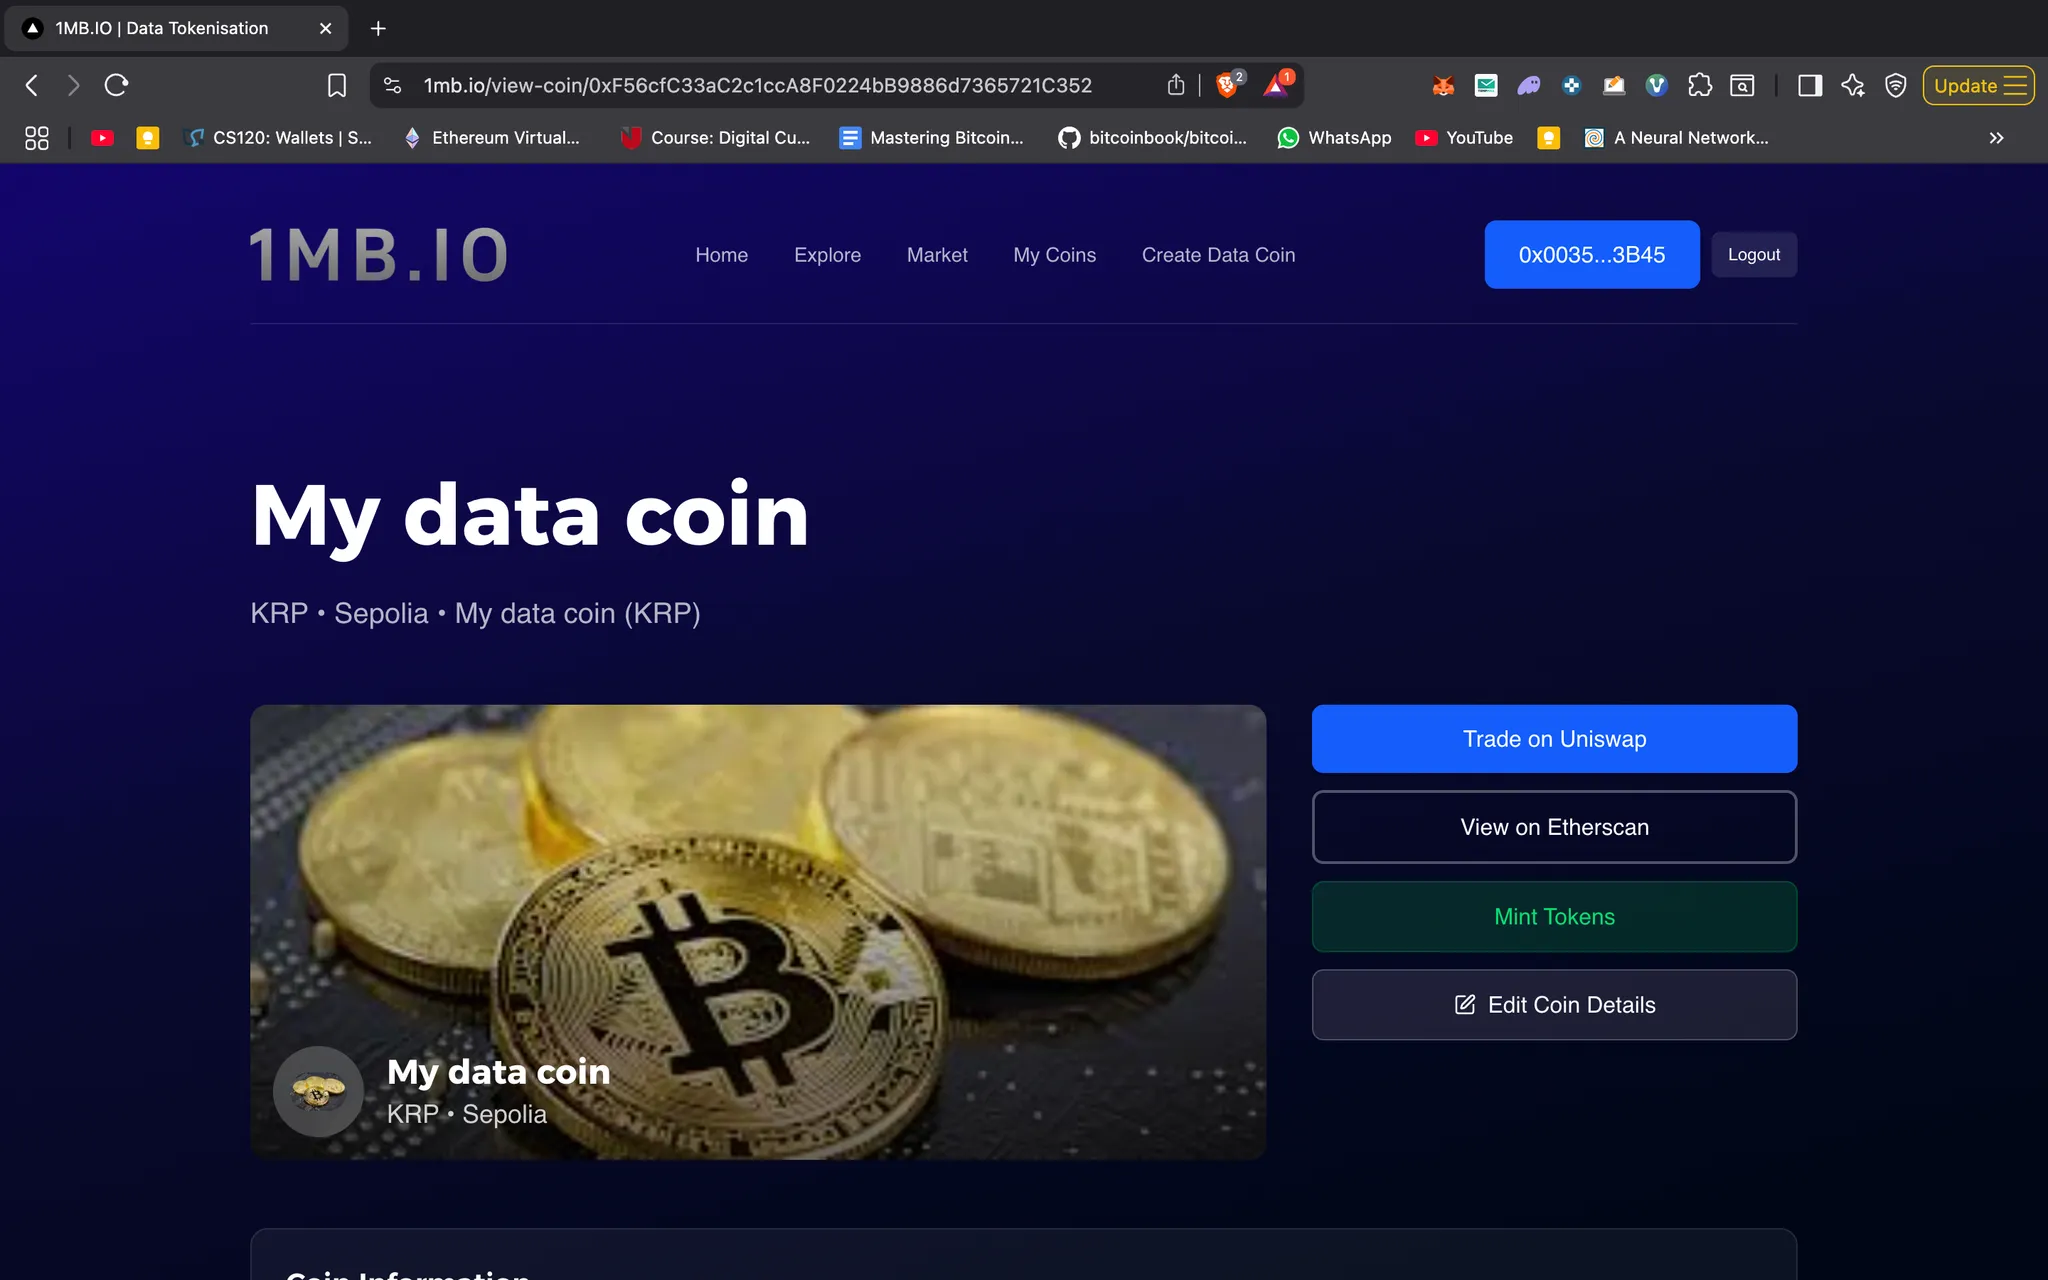 1MB.IO | Data Tokenisation
1mb.io/view-coin/0xF56cfC33aC2c1ccA8F0224bB9886d7365721C352
2
1
Update
CS120: Wallets | S...
Ethereum Virtual...
Course: Digital Cu...
Mastering Bitcoin...
bitcoinbook/bitcoi...
WhatsApp
YouTube
A Neural Network...
1MB.IO
Home
Explore
Market
My Coins
Create Data Coin
0x0035...3B45
Logout
My data coin
KRP • Sepolia • My data coin (KRP)
Trade on Uniswap
View on Etherscan
Mint Tokens
Edit Coin Details
My data coin
KRP • Sepolia
Coin Information